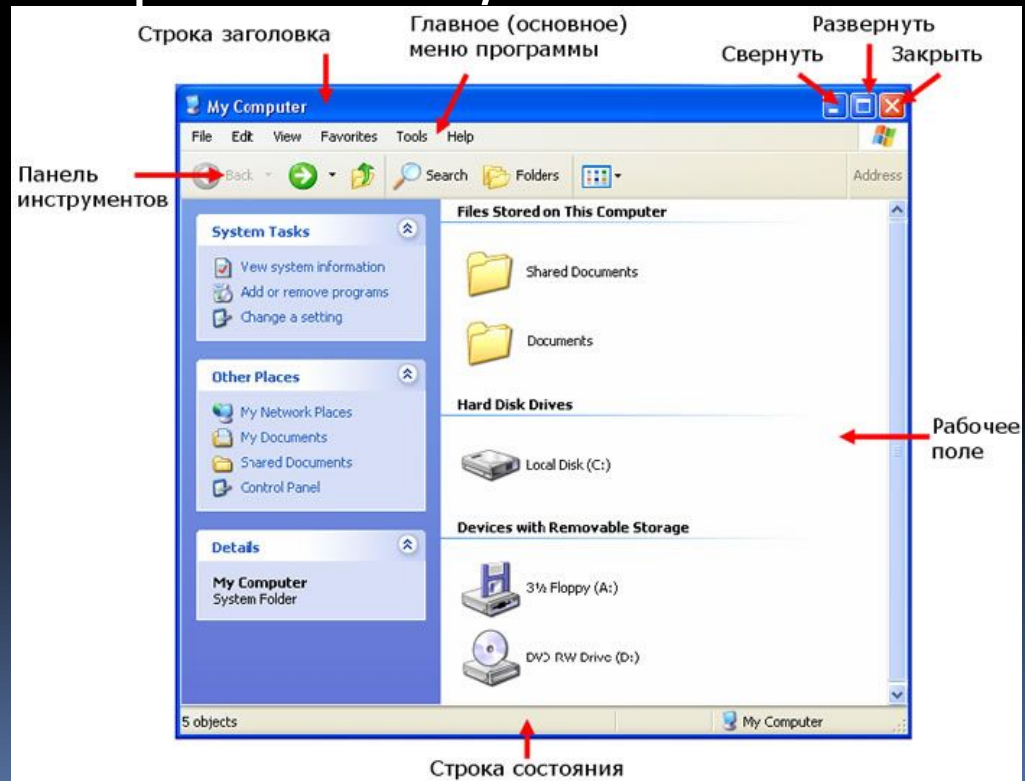 Строка заголовка
Главное (основное)
меню программы
Развернуть
Свернуть
Закрыть
My Computer
File Edit View Favorites Tools Help
Панель
инструментов
Back
Search
Folders
Address
System Tasks
View system information
Add or remove programs
Change a setting
Other Places
My Network Places
My Documents
Shared Documents
Control Panel
Details
My Computer
System Folder
Files Stored on This Computer
Shared Documents
Documents
Hard Disk Drives
Local Disk (C:)
Devices with Removable Storage
3½ Floppy (A:)
DVD RW Drive (D:)
Рабочее
поле
5 objects
My Computer
Строка состояния